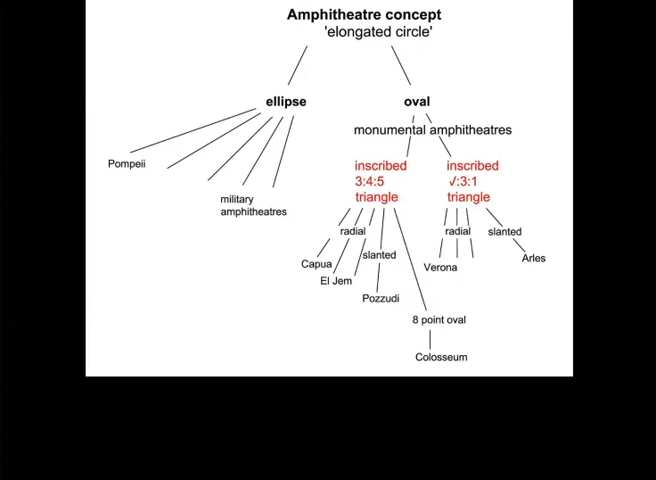 Amphitheatre concept
'elongated circle'
ellipse
oval
monumental amphitheatres
Pompeii
military
amphitheatres
inscribed
3:4:5
triangle
inscribed
√:3:1
triangle
radial
slanted
radial
slanted
Capua
El Jem
Pozzudi
Verona
Arles
8 point oval
Colosseum